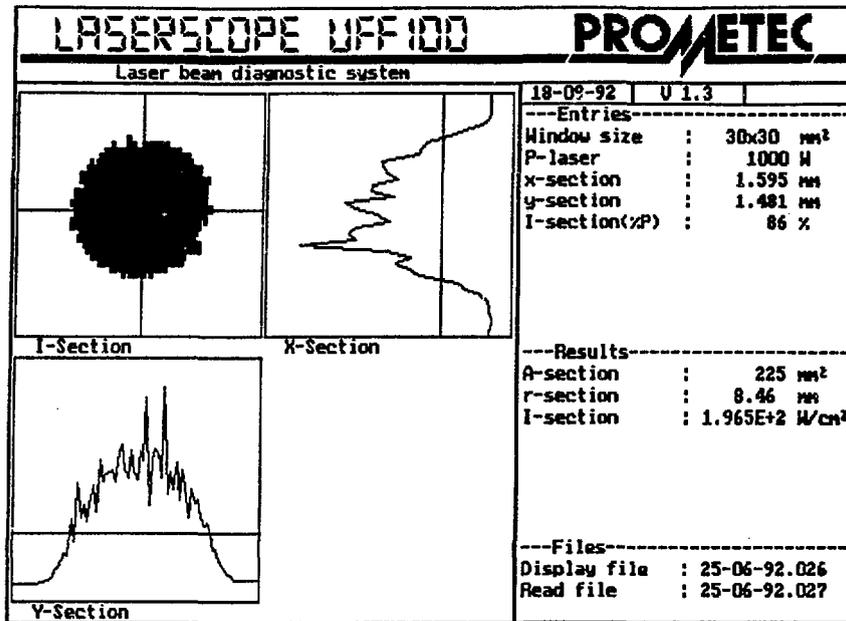 LASERSCOPE UFF100
PROMETEC
Laser beam diagnostic system
18-09-92 V 1.3
---Entries---
Window size : 30x30 mm²
P-laser : 1000 W
x-section : 1.595 mm
y-section : 1.481 mm
I-section(%P) : 86 %
I-Section
X-Section
---Results---
A-section : 225 mm²
r-section : 8.46 mm
I-section : 1.965E+2 W/cm²
---Files---
Display file : 25-06-92.026
Read file : 25-06-92.027
Y-Section